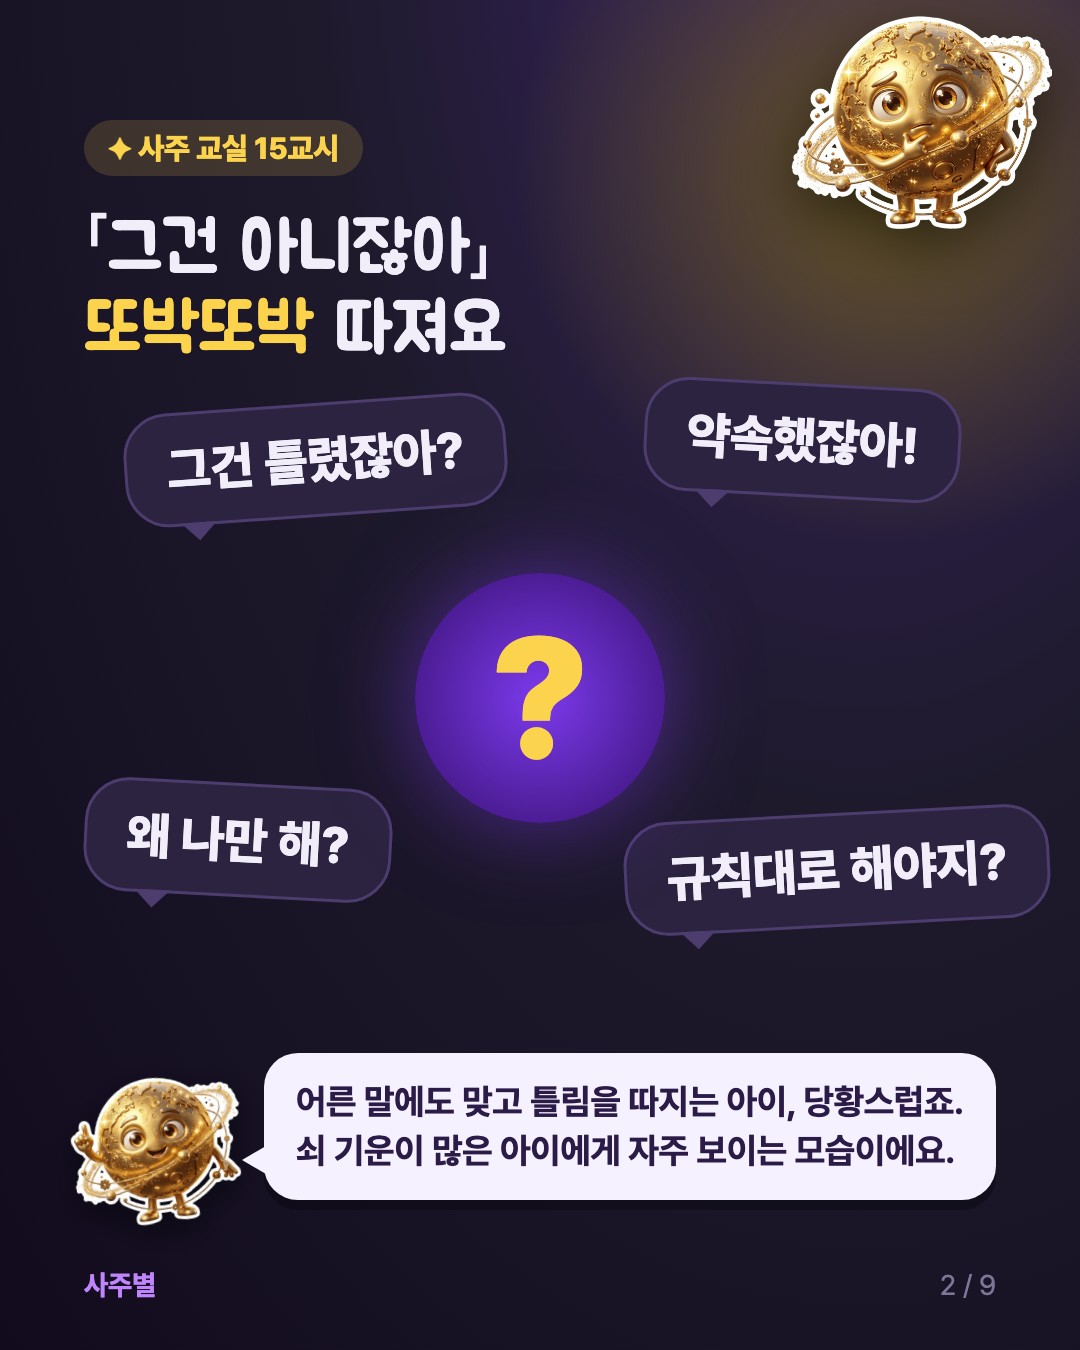 ✦ 사주 교실 15교시
「그건 아니잖아」
또박또박 따져요
그건 틀렸잖아?
약속했잖아!
?
왜 나만 해?
규칙대로 해야지?
어른 말에도 맞고 틀림을 따지는 아이, 당황스럽죠.
쇠 기운이 많은 아이에게 자주 보이는 모습이에요.
사주별
2 / 9